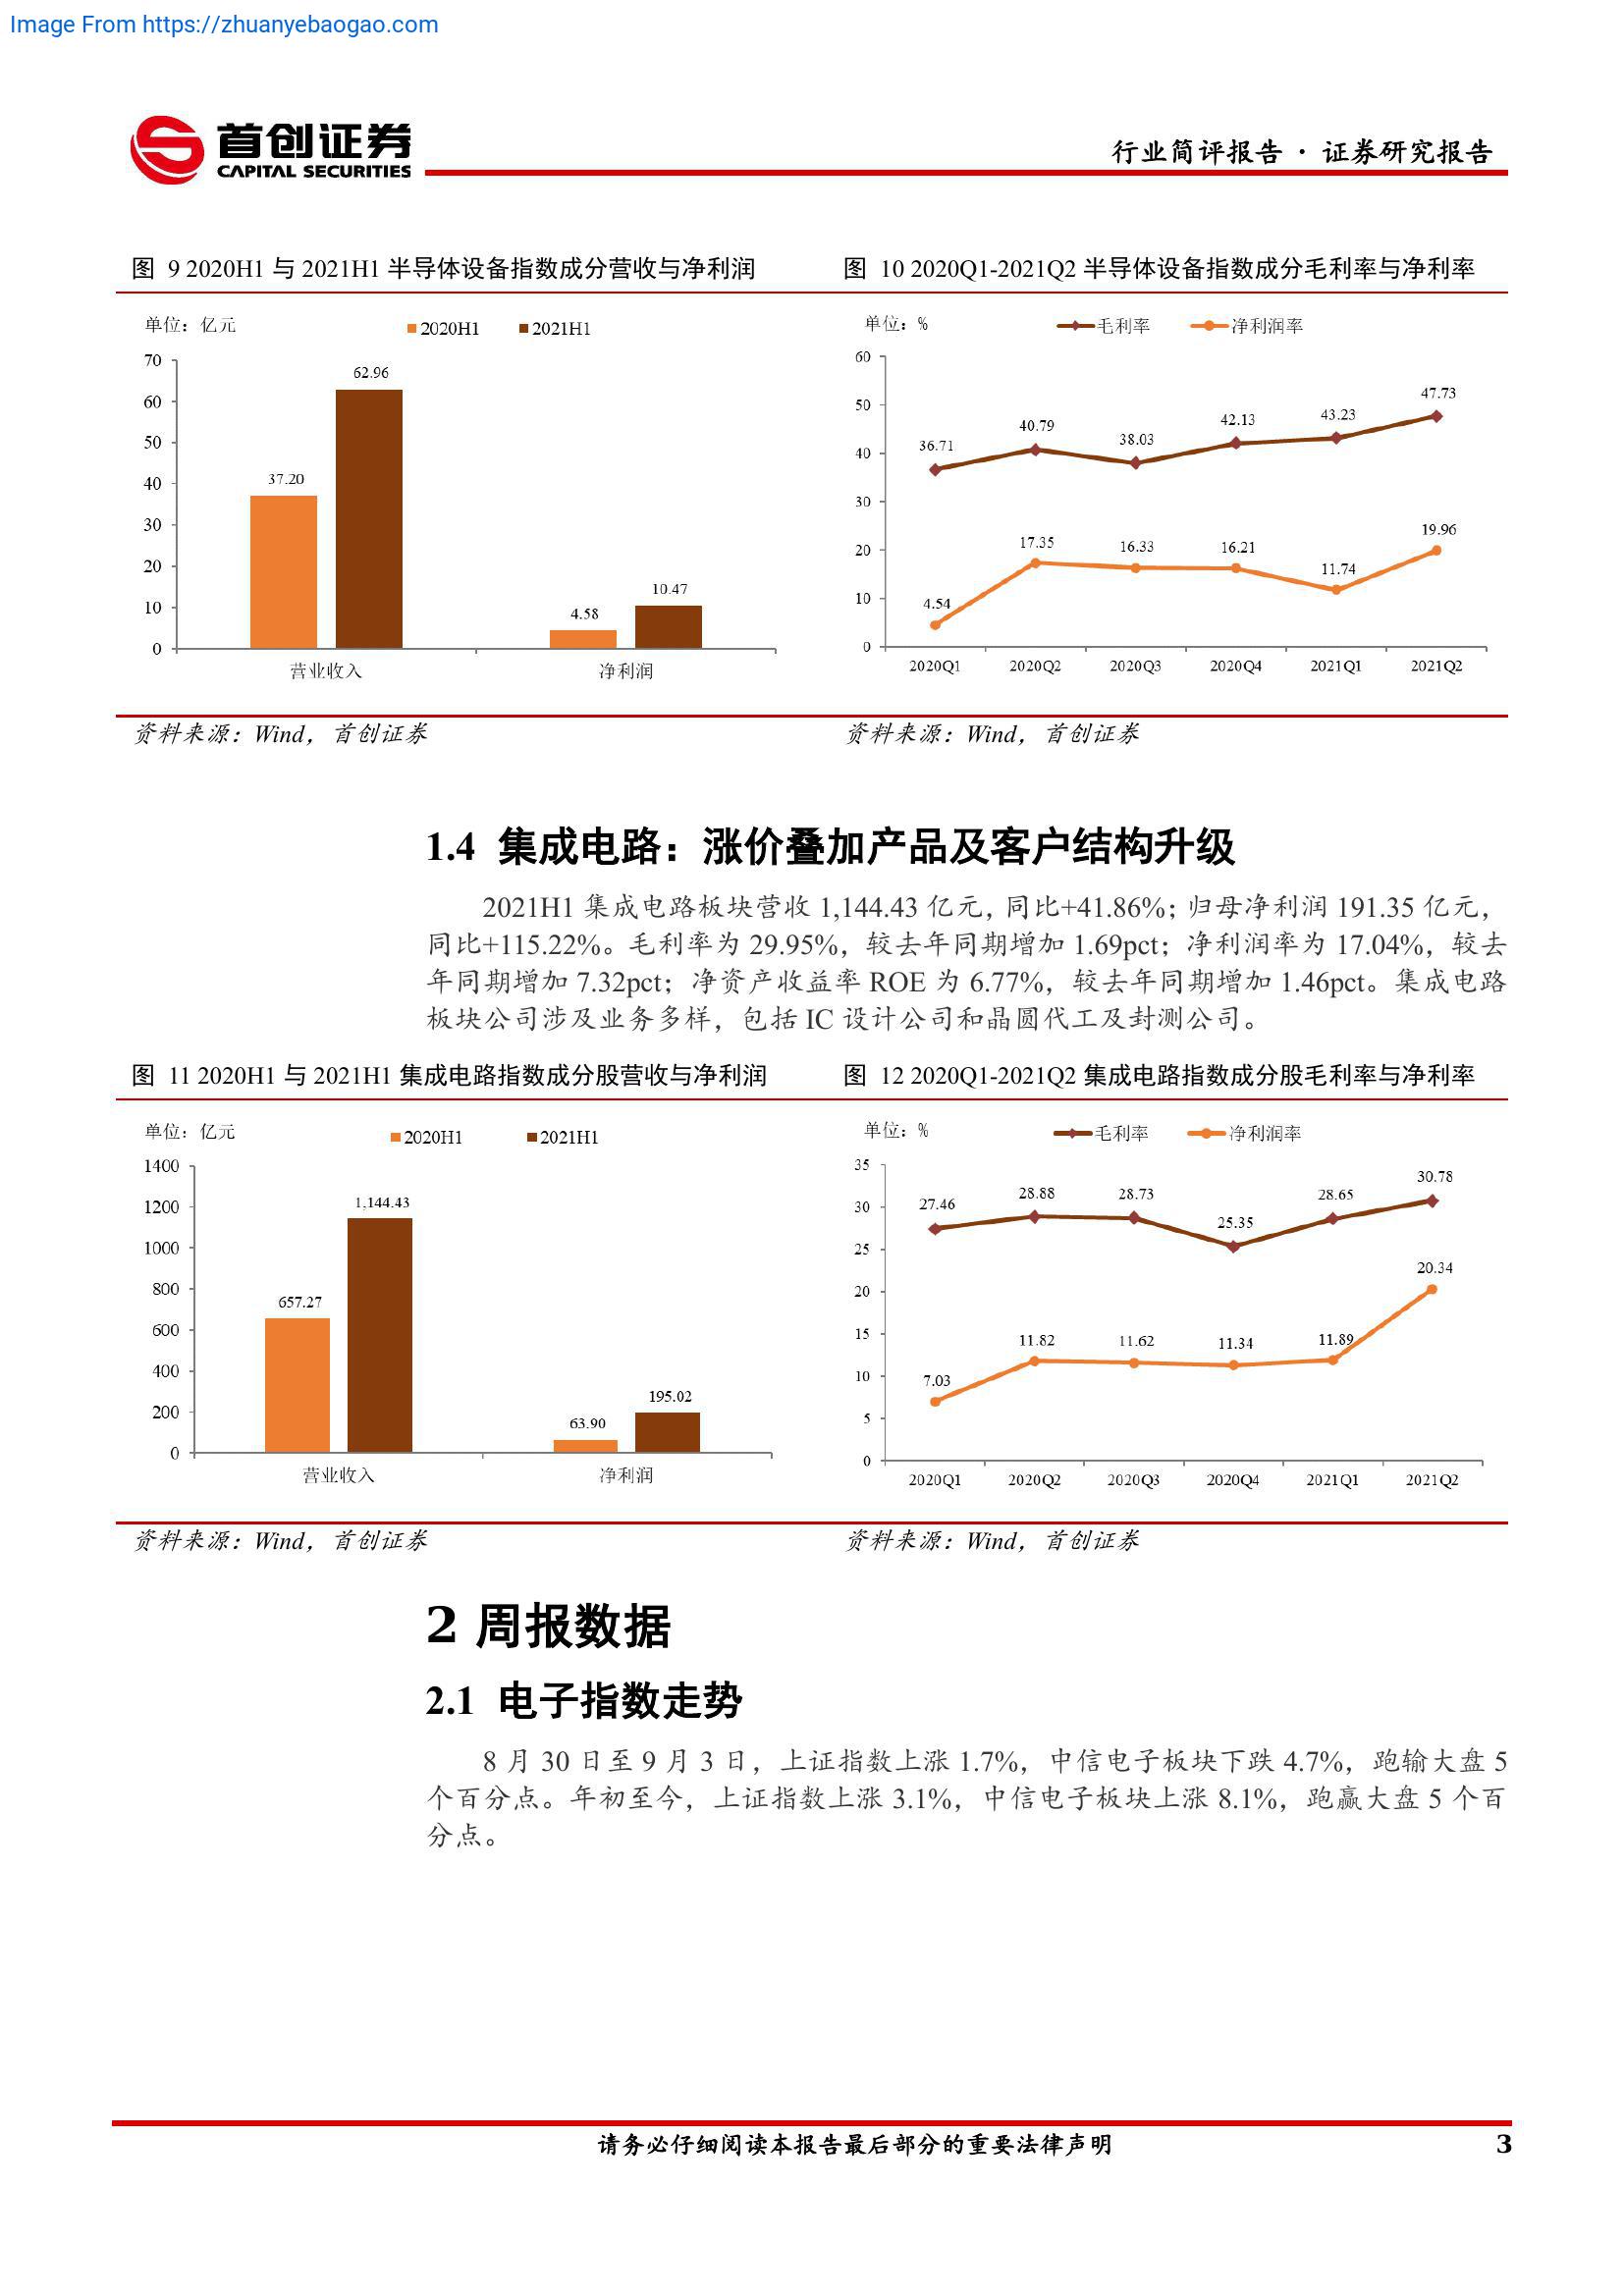 Image From https://zhuanyebaogao.com
首创证券
CAPITAL SECURITIES
行业简评报告 · 证券研究报告
图 9 2020H1 与 2021H1 半导体设备指数成分营收与净利润
单位：亿元
2020H1 2021H1
70
60
50
40
30
20
10
0
37.20
62.96
4.58
10.47
营业收入 净利润
资料来源：Wind，首创证券
图 10 2020Q1-2021Q2 半导体设备指数成分毛利率与净利率
单位：%
毛利率 净利润率
60
50
40
30
20
10
0
36.71 40.79 38.03 42.13 43.23 47.73
4.54 17.35 16.33 16.21 11.74 19.96
2020Q1 2020Q2 2020Q3 2020Q4 2021Q1 2021Q2
资料来源：Wind，首创证券
1.4 集成电路：涨价叠加产品及客户结构升级
2021H1 集成电路板块营收 1,144.43 亿元，同比+41.86%；归母净利润 191.35 亿元，
同比+115.22%。毛利率为 29.95%，较去年同期增加 1.69pct；净利润率为 17.04%，较去
年同期增加 7.32pct；净资产收益率 ROE 为 6.77%，较去年同期增加 1.46pct。集成电路
板块公司涉及业务多样，包括 IC 设计公司和晶圆代工及封测公司。
图 11 2020H1 与 2021H1 集成电路指数成分股营收与净利润
单位：亿元
2020H1 2021H1
1400
1200
1000
800
600
400
200
0
657.27
1,144.43
63.90
195.02
营业收入 净利润
资料来源：Wind，首创证券
图 12 2020Q1-2021Q2 集成电路指数成分股毛利率与净利率
单位：%
毛利率 净利润率
35
30
25
20
15
10
5
0
27.46 28.88 28.73 25.35 28.65 30.78
7.03 11.82 11.62 11.34 11.89 20.34
2020Q1 2020Q2 2020Q3 2020Q4 2021Q1 2021Q2
资料来源：Wind，首创证券
2 周报数据
2.1 电子指数走势
8 月 30 日至 9 月 3 日，上证指数上涨 1.7%，中信电子板块下跌 4.7%，跑输大盘 5
个百分点。年初至今，上证指数上涨 3.1%，中信电子板块上涨 8.1%，跑赢大盘 5 个百
分点。
请务必仔细阅读本报告最后部分的重要法律声明
3